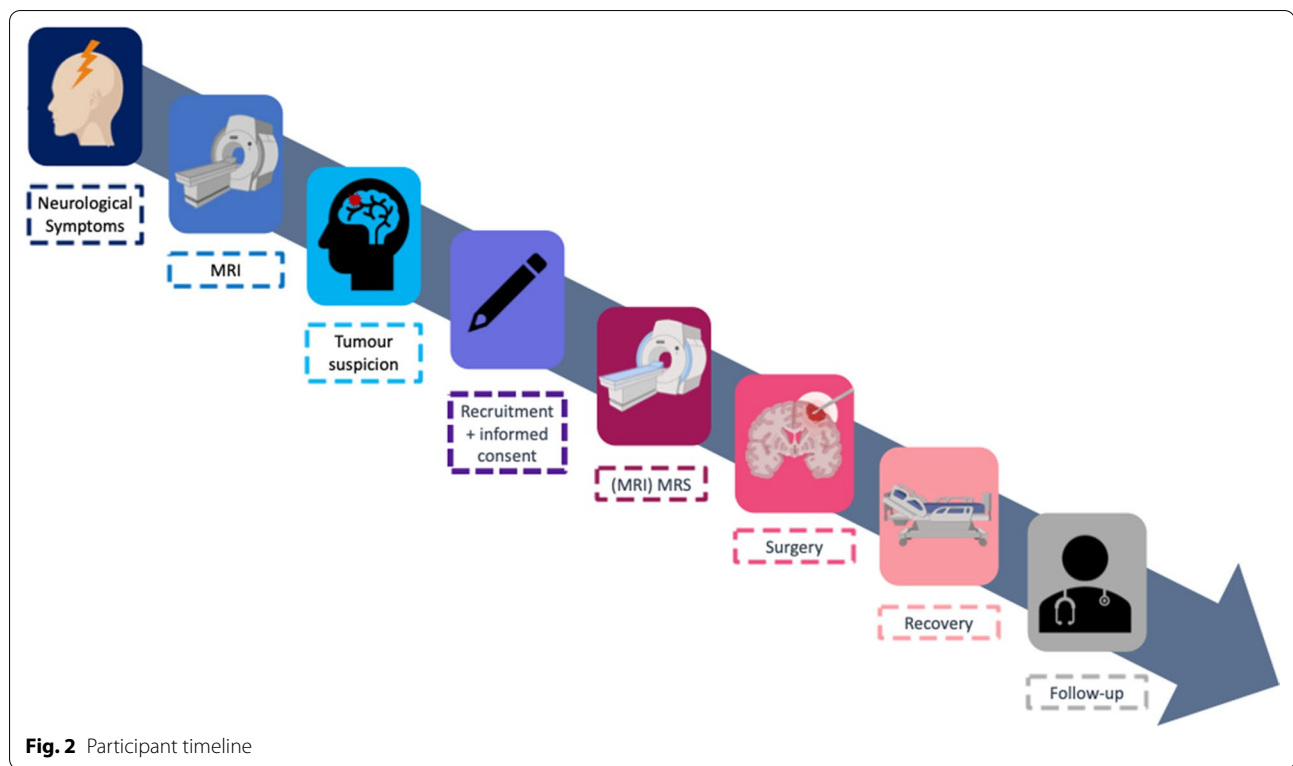 Neurological
Symptoms
MRI
Tumour
suspicion
Recruitment
+ informed
consent
(MRI) MRS
Surgery
Recovery
Follow-up
Fig. 2 Participant timeline